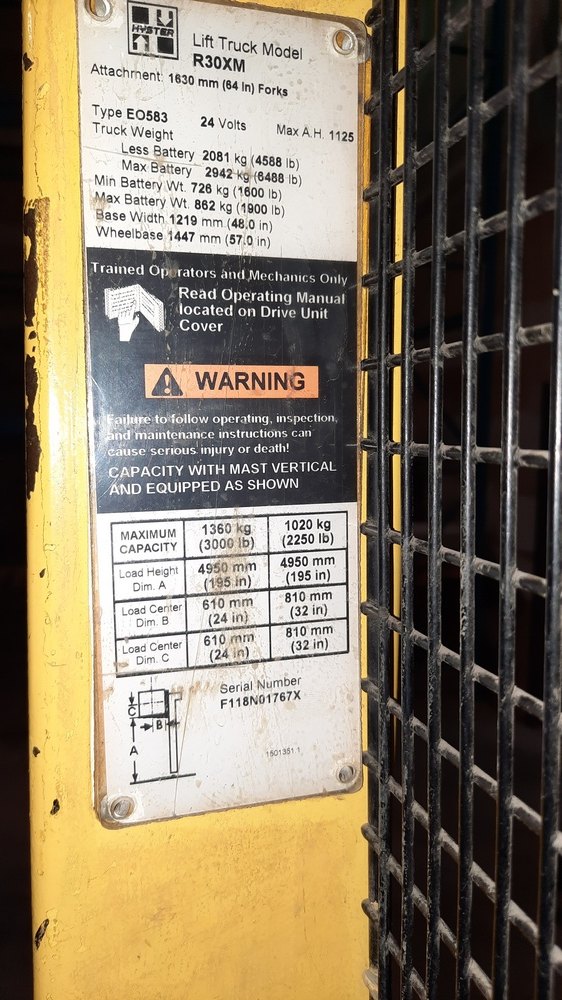 HYSTER
Lift Truck Model
R30XM
Attachment: 1630 mm (64 in) Forks
Type EO583 24 Volts Max A.H. 1125
Truck Weight
Less Battery 2081 kg (4588 lb)
Max Battery 2942 kg (6488 lb)
Min Battery Wt. 726 kg (1600 lb)
Max Battery Wt. 862 kg (1900 lb)
Base Width 1219 mm (48.0 in)
Wheelbase 1447 mm (57.0 in)
Trained Operators and Mechanics Only
Read Operating Manual
located on Drive Unit
Cover
WARNING
Failure to follow operating, inspection,
and maintenance instructions can
cause serious injury or death!
CAPACITY WITH MAST VERTICAL
AND EQUIPPED AS SHOWN
MAXIMUM CAPACITY 1360 kg (3000 lb) 1020 kg (2250 lb)
Load Height Dim. A 4950 mm (195 in) 4950 mm (195 in)
Load Center Dim. B 610 mm (24 in) 810 mm (32 in)
Load Center Dim. C 610 mm (24 in) 810 mm (32 in)
Serial Number
F118N01767X
C
B
A
1501351.1